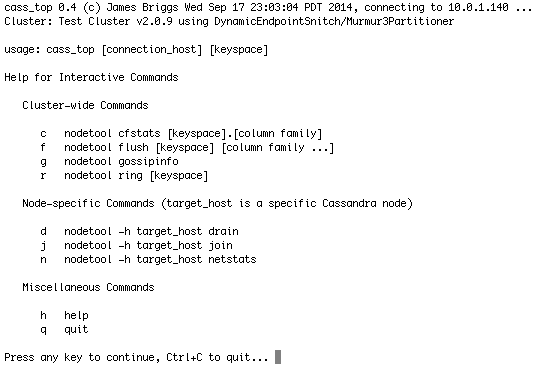 cass_top 0.4 (c) James Briggs Wed Sep 17 23:03:04 PDT 2014, connecting to 10.0.1.140 ...
Cluster: Test Cluster v2.0.9 using DynamicEndpointSnitch/Murmur3Partitioner
usage: cass_top [connection_host] [keyspace]
Help for Interactive Commands
Cluster-wide Commands
c nodetool cfstats [keyspace].[column family]
f nodetool flush [keyspace] [column family ...]
g nodetool gossipinfo
r nodetool ring [keyspace]
Node-specific Commands (target_host is a specific Cassandra node)
d nodetool -h target_host drain
j nodetool -h target_host join
n nodetool -h target_host netstats
Miscellaneous Commands
h help
q quit
Press any key to continue, Ctrl+C to quit...